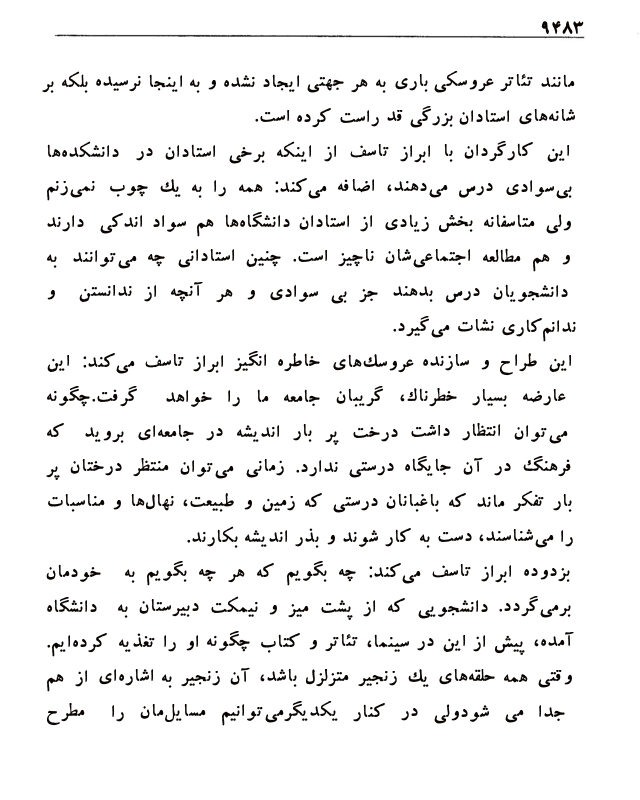 ۹۴۸۳
مانند تئاتر عروسکی باری به هر جهتی ایجاد نشده و به اینجا نرسیده بلکه بر
شانه‌های استادان بزرگی قد راست کرده است.
این کارگردان با ابراز تاسف از اینکه برخی استادان در دانشکده‌ها
بی‌سوادی درس می‌دهند، اضافه می‌کند: همه را به یك چوب نمی‌زنم
ولی متاسفانه بخش زیادی از استادان دانشگاه‌ها هم سواد اندکی دارند
و هم مطالعه اجتماعی‌شان ناچیز است. چنین استادانی چه می‌توانند به
دانشجویان درس بدهند جز بی سوادی و هر آنچه از ندانستن و
ندانم‌کاری نشات می‌گیرد.
این طراح و سازنده عروسك‌های خاطره انگیز ابراز تاسف می‌کند: این
عارضه بسیار خطرناك، گریبان جامعه ما را خواهد گرفت.چگونه
می‌توان انتظار داشت درخت پر بار اندیشه در جامعه‌ای بروید که
فرهنگ در آن جایگاه درستی ندارد. زمانی می‌توان منتظر درختان پر
بار تفکر ماند که باغبانان درستی که زمین و طبیعت، نهال‌ها و مناسبات
را می‌شناسند، دست به کار شوند و بذر اندیشه بکارند.
بزدوده ابراز تاسف می‌کند: چه بگویم که هر چه بگویم به خودمان
برمی‌گردد. دانشجویی که از پشت میز و نیمکت دبیرستان به دانشگاه
آمده، پیش از این در سینما، تئاتر و کتاب چگونه او را تغذیه کرده‌ایم.
وقتی همه حلقه‌های یك زنجیر متزلزل باشد، آن زنجیر به اشاره‌ای از هم
جدا می شودولی در کنار یکدیگرمی‌توانیم مسایل‌مان را مطرح